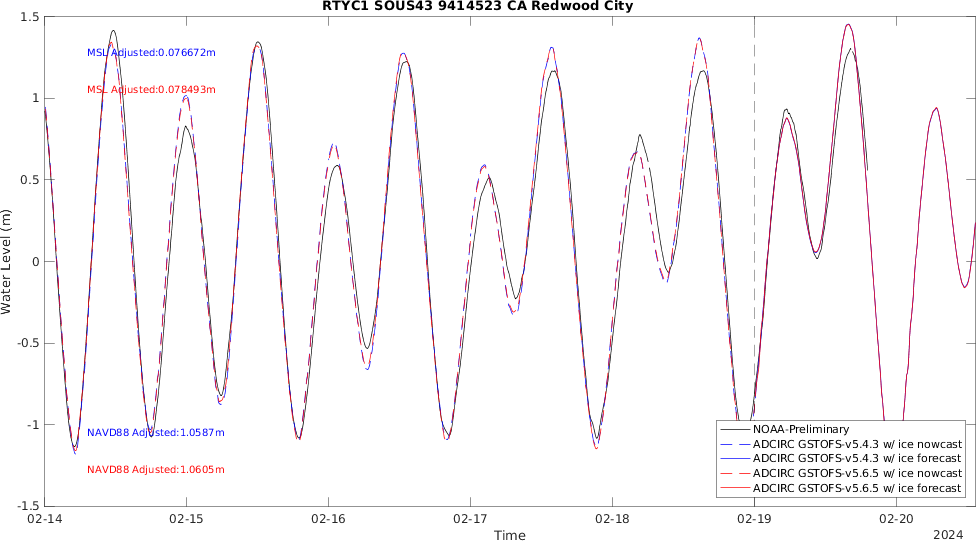 RTYC1 SOUS43 9414523 CA Redwood City
1.5
MSL Adjusted:0.076672m
MSL Adjusted:0.078493m
1
0.5
0
-0.5
-1
-1.5
Water Level (m)
NAVD88 Adjusted:1.0587m
NAVD88 Adjusted:1.0605m
NOAA-Preliminary
ADCIRC GSTOFS-v5.4.3 w/ ice nowcast
ADCIRC GSTOFS-v5.4.3 w/ ice forecast
ADCIRC GSTOFS-v5.6.5 w/ ice nowcast
ADCIRC GSTOFS-v5.6.5 w/ ice forecast
02-14 02-15 02-16 02-17 02-18 02-19 02-20
Time
2024